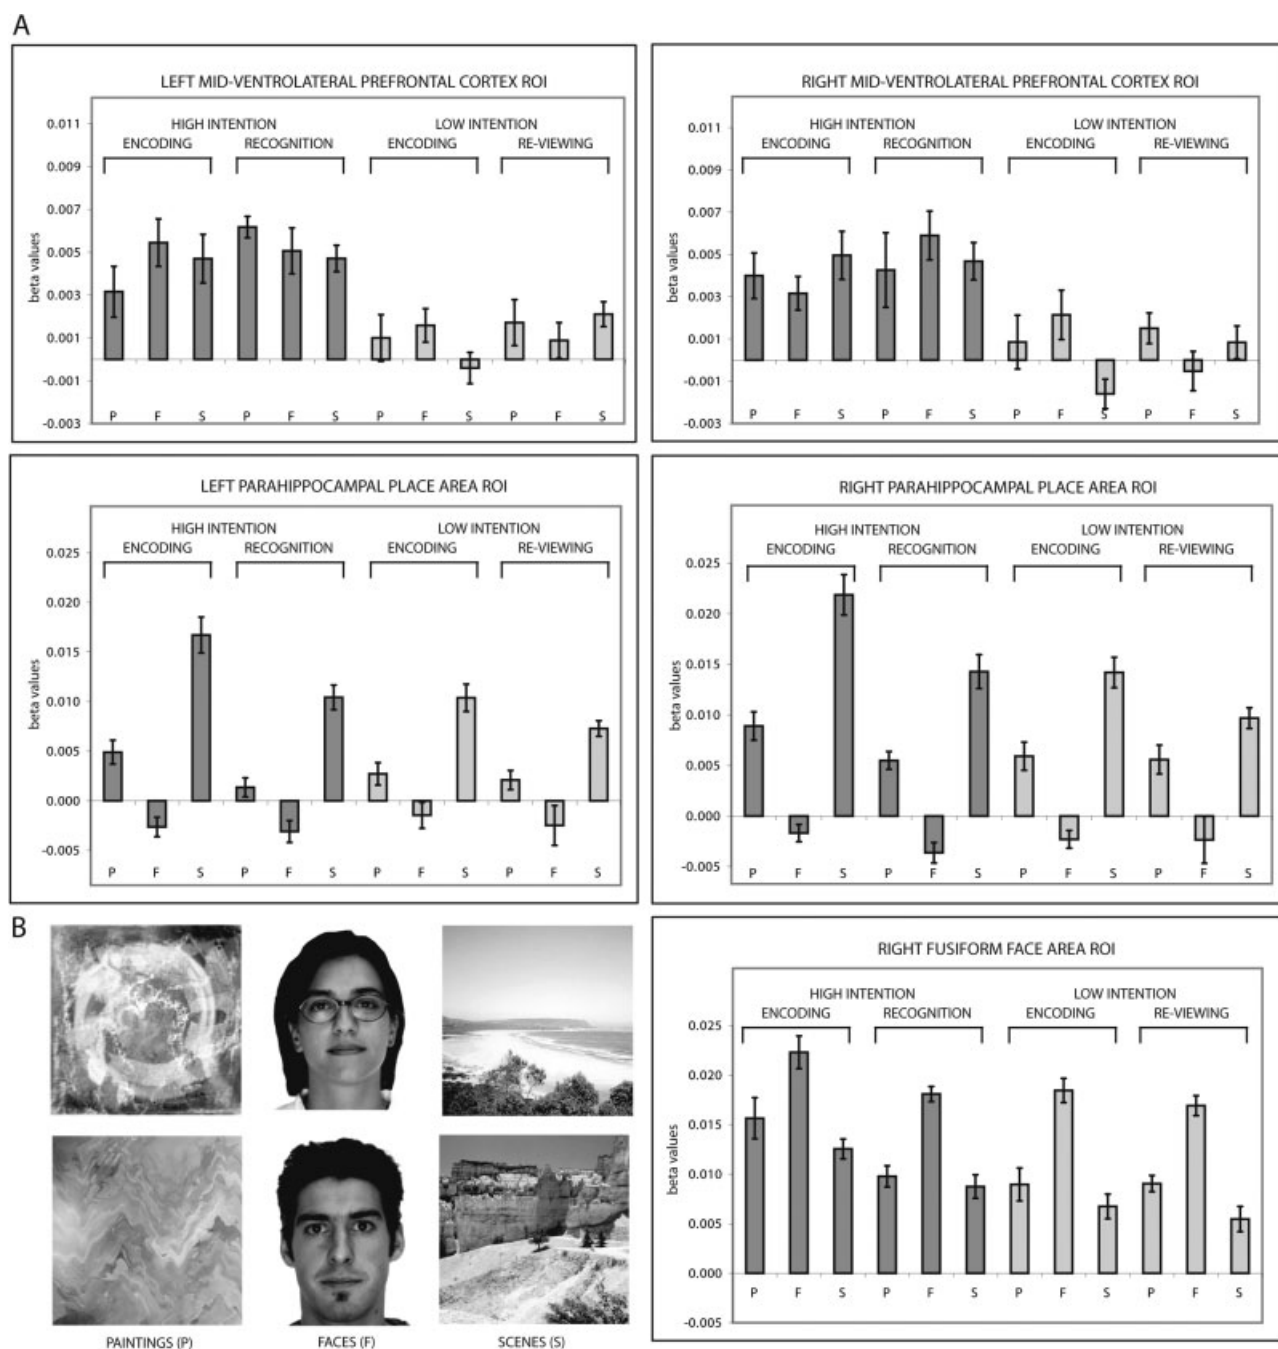 A
LEFT MID-VENTROLATERAL PREFRONTAL CORTEX ROI
HIGH INTENTION LOW INTENTION
ENCODING RECOGNITION ENCODING RE-VIEWING
beta values
0.011
0.009
0.007
0.005
0.003
0.001
-0.001
-0.003
P F S P F S P F S P F S
RIGHT MID-VENTROLATERAL PREFRONTAL CORTEX ROI
HIGH INTENTION LOW INTENTION
ENCODING RECOGNITION ENCODING RE-VIEWING
beta values
0.011
0.009
0.007
0.005
0.003
0.001
-0.001
-0.003
P F S P F S P F S P F S
LEFT PARAHIPPOCAMPAL PLACE AREA ROI
HIGH INTENTION LOW INTENTION
ENCODING RECOGNITION ENCODING RE-VIEWING
beta values
0.025
0.020
0.015
0.010
0.005
0.000
-0.005
P F S P F S P F S P F S
RIGHT PARAHIPPOCAMPAL PLACE AREA ROI
HIGH INTENTION LOW INTENTION
ENCODING RECOGNITION ENCODING RE-VIEWING
beta values
0.025
0.020
0.015
0.010
0.005
0.000
-0.005
P F S P F S P F S P F S
B
PAINTINGS (P) FACES (F) SCENES (S)
RIGHT FUSIFORM FACE AREA ROI
HIGH INTENTION LOW INTENTION
ENCODING RECOGNITION ENCODING RE-VIEWING
beta values
0.025
0.020
0.015
0.010
0.005
0.000
-0.005
P F S P F S P F S P F S